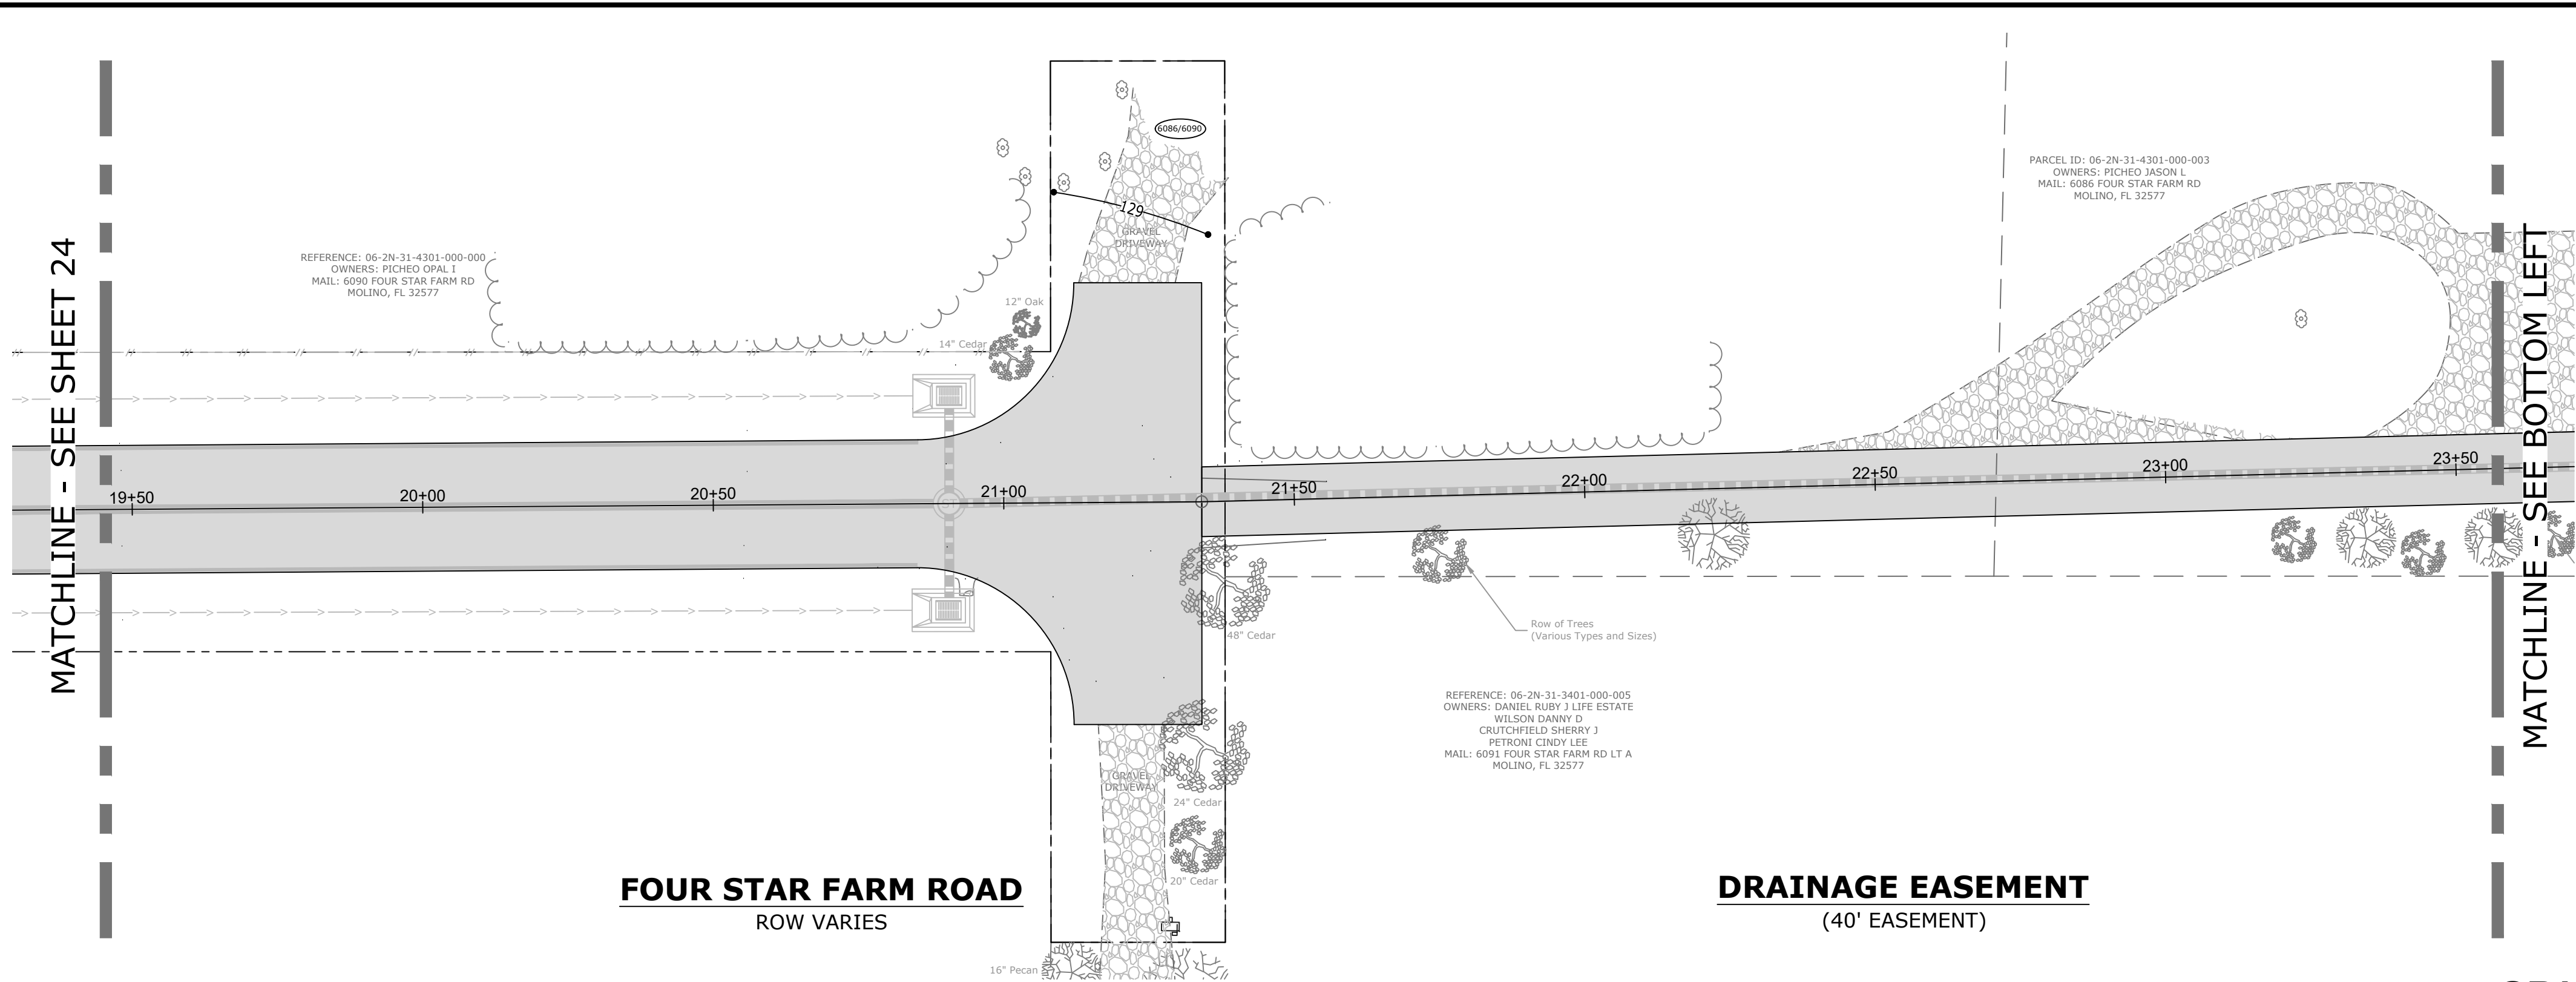 MATCHLINE - SEE SHEET 24
REFERENCE: 06-2N-31-4301-000-000
OWNERS: PICHEO OPAL I
MAIL: 6090 FOUR STAR FARM RD
MOLINO, FL 32577
6086/6090
129
GRAVEL
DRIVEWAY
12" Oak
14" Cedar
PARCEL ID: 06-2N-31-4301-000-003
OWNERS: PICHEO JASON L
MAIL: 6086 FOUR STAR FARM RD
MOLINO, FL 32577
19+50
20+00
20+50
21+00
21+50
22+00
22+50
23+00
23+50
48" Cedar
Row of Trees
(Various Types and Sizes)
REFERENCE: 06-2N-31-3401-000-005
OWNERS: DANIEL RUBY J LIFE ESTATE
WILSON DANNY D
CRUTCHFIELD SHERRY J
PETRONI CINDY LEE
MAIL: 6091 FOUR STAR FARM RD LT A
MOLINO, FL 32577
GRAVEL
DRIVEWAY
24" Cedar
20" Cedar
16" Pecan
FOUR STAR FARM ROAD
ROW VARIES
DRAINAGE EASEMENT
(40' EASEMENT)
MATCHLINE - SEE BOTTOM LEFT